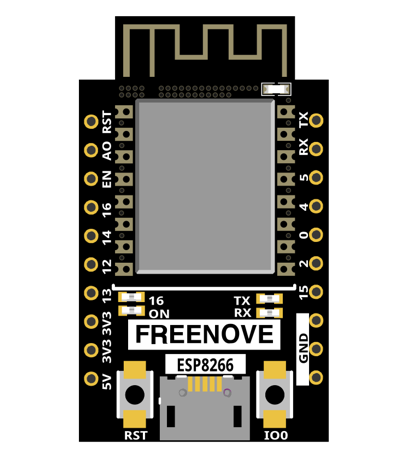 RST
AO
EN
16
14
12
13
3V3
3V3
5V
TX
RX
5
4
0
2
15
GND
16
ON
TX
RX
FREENOVE
ESP8266
RST
IO0